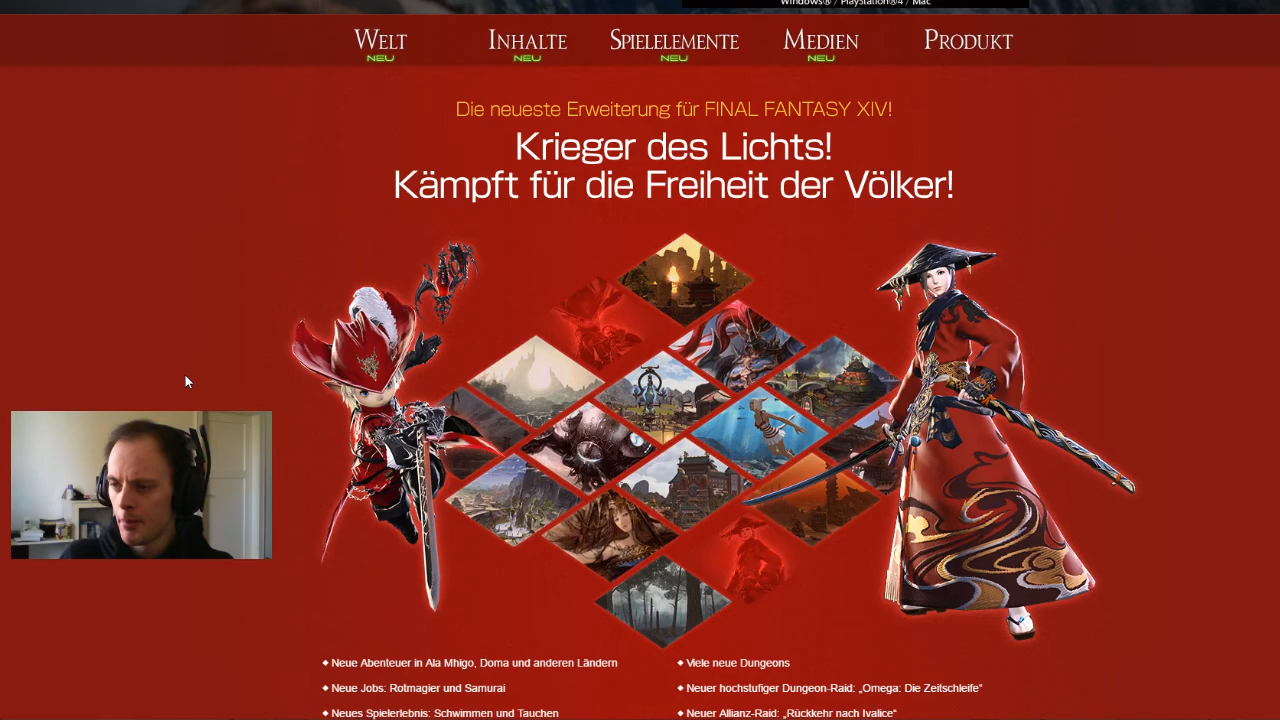 Windows® / PlayStation®4 / Mac
WELT INHALTE SPIELELEMENTE MEDIEN PRODUKT
NEU NEU NEU NEU
Die neueste Erweiterung für FINAL FANTASY XIV!
Krieger des Lichts!
Kämpft für die Freiheit der Völker!
Neue Abenteuer in Ala Mhigo, Doma und anderen Ländern
Neue Jobs: Rotmagier und Samurai
Neues Spielerlebnis: Schwimmen und Tauchen
Viele neue Dungeons
Neuer hochstufiger Dungeon-Raid: „Omega: Die Zeitschleife“
Neuer Allianz-Raid: „Rückkehr nach Ivalice“